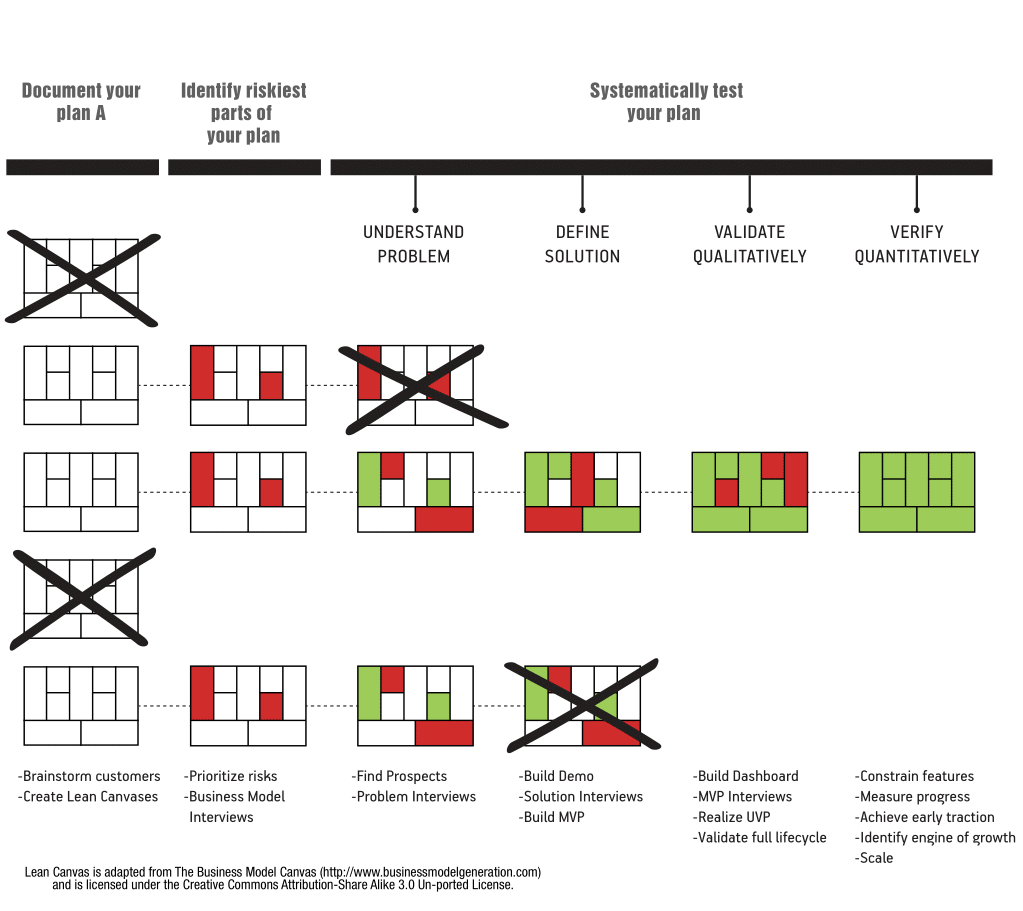 Document your
plan A
Identify riskiest
parts of
your plan
Systematically test
your plan
UNDERSTAND
PROBLEM
DEFINE
SOLUTION
VALIDATE
QUALITATIVELY
VERIFY
QUANTITATIVELY
-Brainstorm customers
-Create Lean Canvases
-Prioritize risks
-Business Model
Interviews
-Find Prospects
-Problem Interviews
-Build Demo
-Solution Interviews
-Build MVP
-Build Dashboard
-MVP Interviews
-Realize UVP
-Validate full lifecycle
-Constrain features
-Measure progress
-Achieve early traction
-Identify engine of growth
-Scale
Lean Canvas is adapted from The Business Model Canvas (http://www.businessmodelgeneration.com)
and is licensed under the Creative Commons Attribution-Share Alike 3.0 Un-ported License.